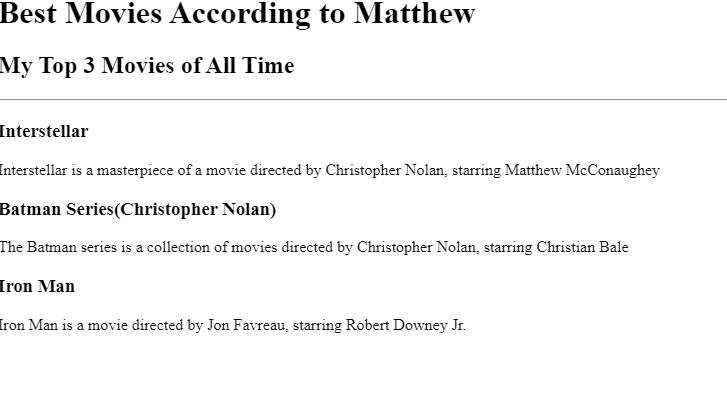 Best Movies According to Matthew
My Top 3 Movies of All Time
Interstellar
Interstellar is a masterpiece of a movie directed by Christopher Nolan, starring Matthew McConaughey
Batman Series(Christopher Nolan)
The Batman series is a collection of movies directed by Christopher Nolan, starring Christian Bale
Iron Man
Iron Man is a movie directed by Jon Favreau, starring Robert Downey Jr.